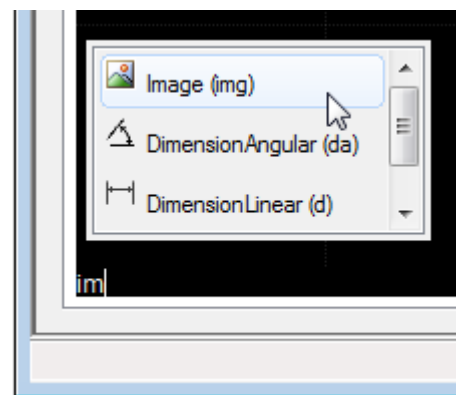 Image (img)
DimensionAngular (da)
DimensionLinear (d)
im